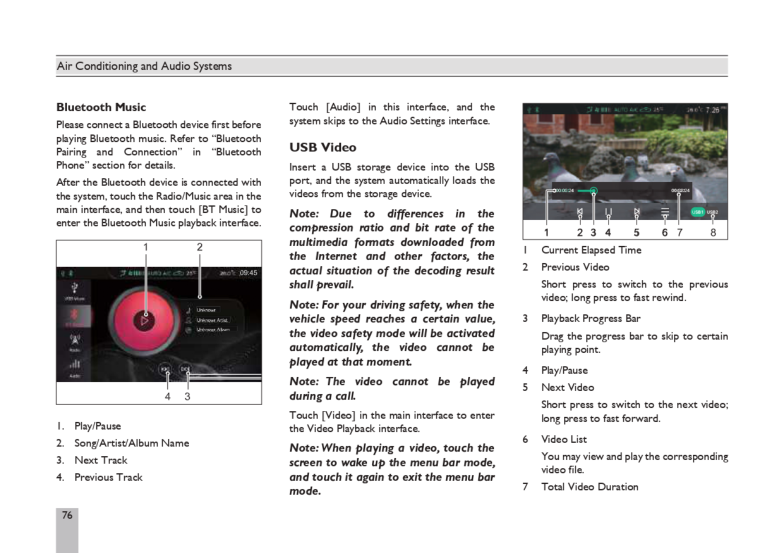 Air Conditioning and Audio Systems
Bluetooth Music
Please connect a Bluetooth device first before
playing Bluetooth music. Refer to “Bluetooth
Pairing and Connection” in “Bluetooth
Phone” section for details.
After the Bluetooth device is connected with
the system, touch the Radio/Music area in the
main interface, and then touch [BT Music] to
enter the Bluetooth Music playback interface.
1 2
09:45
USB Music
Unknown
Unknown Artist
Unknown Album
Radio
4 3
1. Play/Pause
2. Song/Artist/Album Name
3. Next Track
4. Previous Track
Touch [Audio] in this interface, and the
system skips to the Audio Settings interface.
USB Video
Insert a USB storage device into the USB
port, and the system automatically loads the
videos from the storage device.
Note: Due to differences in the
compression ratio and bit rate of the
multimedia formats downloaded from
the Internet and other factors, the
actual situation of the decoding result
shall prevail.
Note: For your driving safety, when the
vehicle speed reaches a certain value,
the video safety mode will be activated
automatically, the video cannot be
played at that moment.
Note: The video cannot be played
during a call.
Touch [Video] in the main interface to enter
the Video Playback interface.
Note: When playing a video, touch the
screen to wake up the menu bar mode,
and touch it again to exit the menu bar
mode.
7:26
00:00:24
USB1 USB2
1 2 3 4 5 6 7 8
1 Current Elapsed Time
2 Previous Video
Short press to switch to the previous
video; long press to fast rewind.
3 Playback Progress Bar
Drag the progress bar to skip to certain
playing point.
4 Play/Pause
5 Next Video
Short press to switch to the next video;
long press to fast forward.
6 Video List
You may view and play the corresponding
video file.
7 Total Video Duration
76